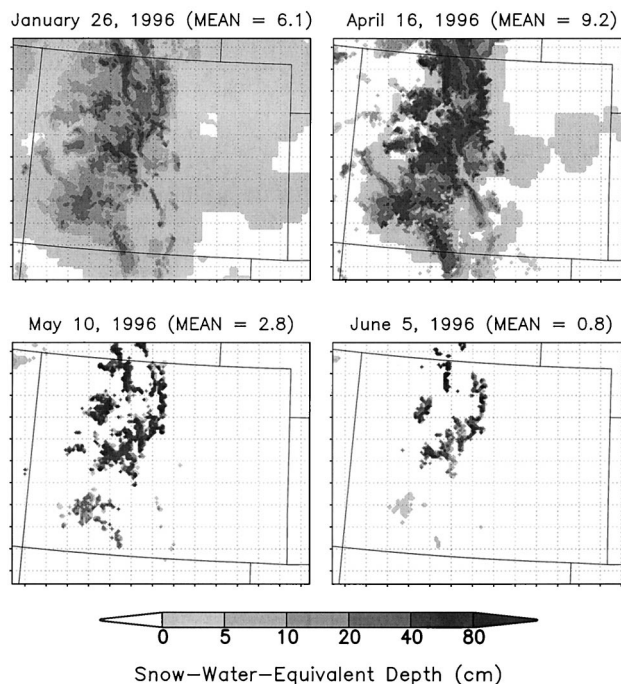 January 26, 1996 (MEAN = 6.1)
April 16, 1996 (MEAN = 9.2)
May 10, 1996 (MEAN = 2.8)
June 5, 1996 (MEAN = 0.8)
0 5 10 20 40 80
Snow-Water-Equivalent Depth (cm)